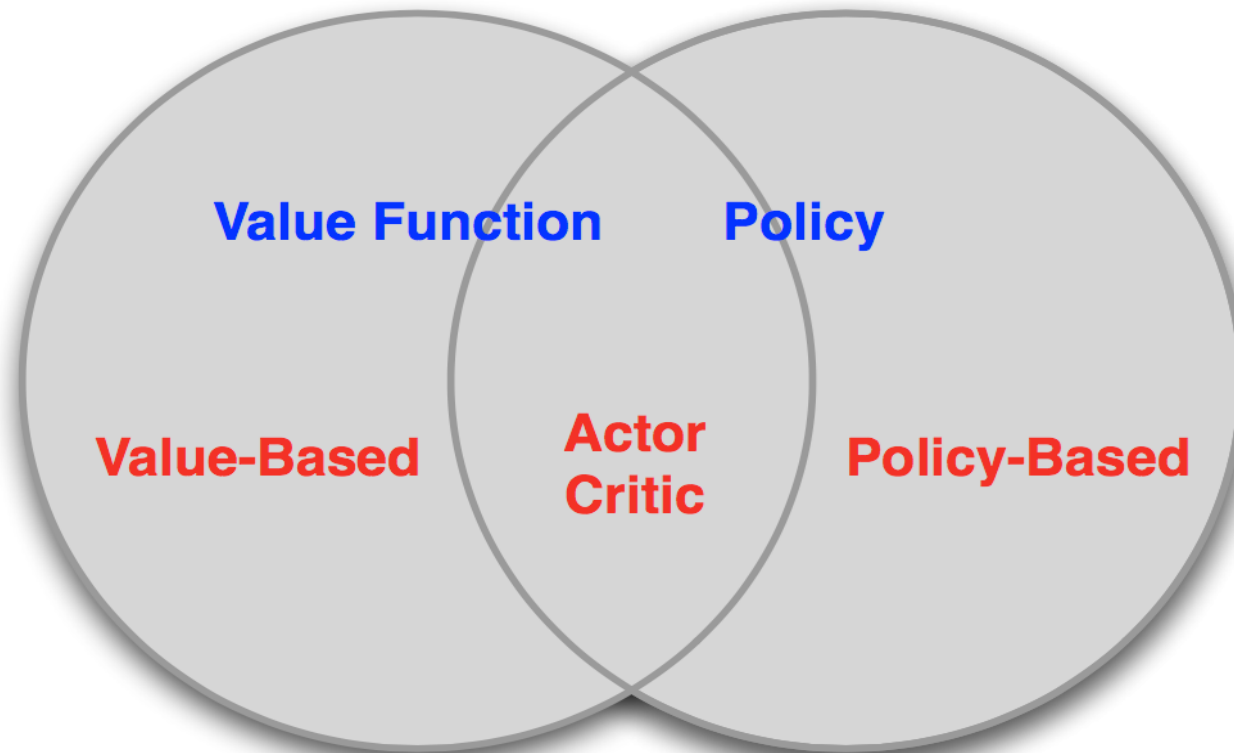 Value Function
Policy
Value-Based
Actor
Critic
Policy-Based